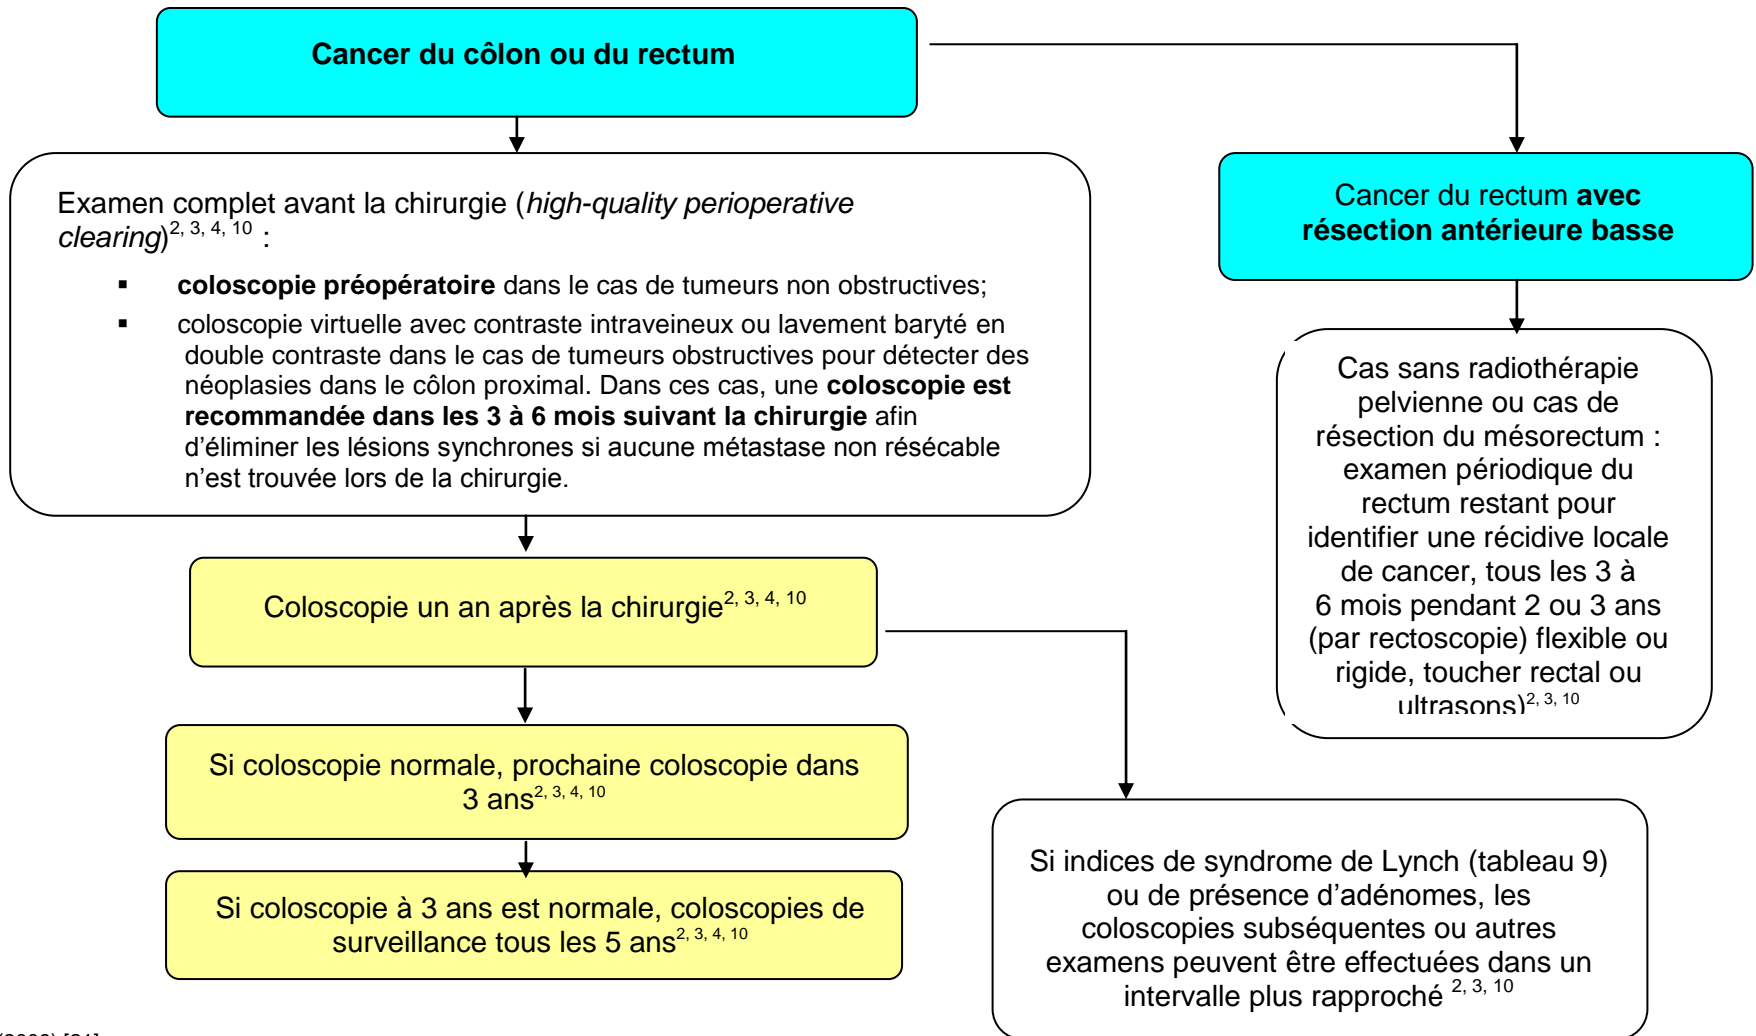 Cancer du côlon ou du rectum
Examen complet avant la chirurgie (high-quality perioperative
clearing)2, 3, 4, 10 :
▪ coloscopie préopératoire dans le cas de tumeurs non obstructives;
▪ coloscopie virtuelle avec contraste intraveineux ou lavement baryté en
double contraste dans le cas de tumeurs obstructives pour détecter des
néoplasies dans le côlon proximal. Dans ces cas, une coloscopie est
recommandée dans les 3 à 6 mois suivant la chirurgie afin
d’éliminer les lésions synchrones si aucune métastase non résécable
n’est trouvée lors de la chirurgie.
Coloscopie un an après la chirurgie2, 3, 4, 10
Si coloscopie normale, prochaine coloscopie dans
3 ans2, 3, 4, 10
Si coloscopie à 3 ans est normale, coloscopies de
surveillance tous les 5 ans2, 3, 4, 10
Cancer du rectum avec
résection antérieure basse
Cas sans radiothérapie
pelvienne ou cas de
résection du mésorectum :
examen périodique du
rectum restant pour
identifier une récidive locale
de cancer, tous les 3 à
6 mois pendant 2 ou 3 ans
(par rectoscopie) flexible ou
rigide, toucher rectal ou
ultrasons)2, 3, 10
Si indices de syndrome de Lynch (tableau 9)
ou de présence d’adénomes, les
coloscopies subséquentes ou autres
examens peuvent être effectuées dans un
intervalle plus rapproché 2, 3, 10